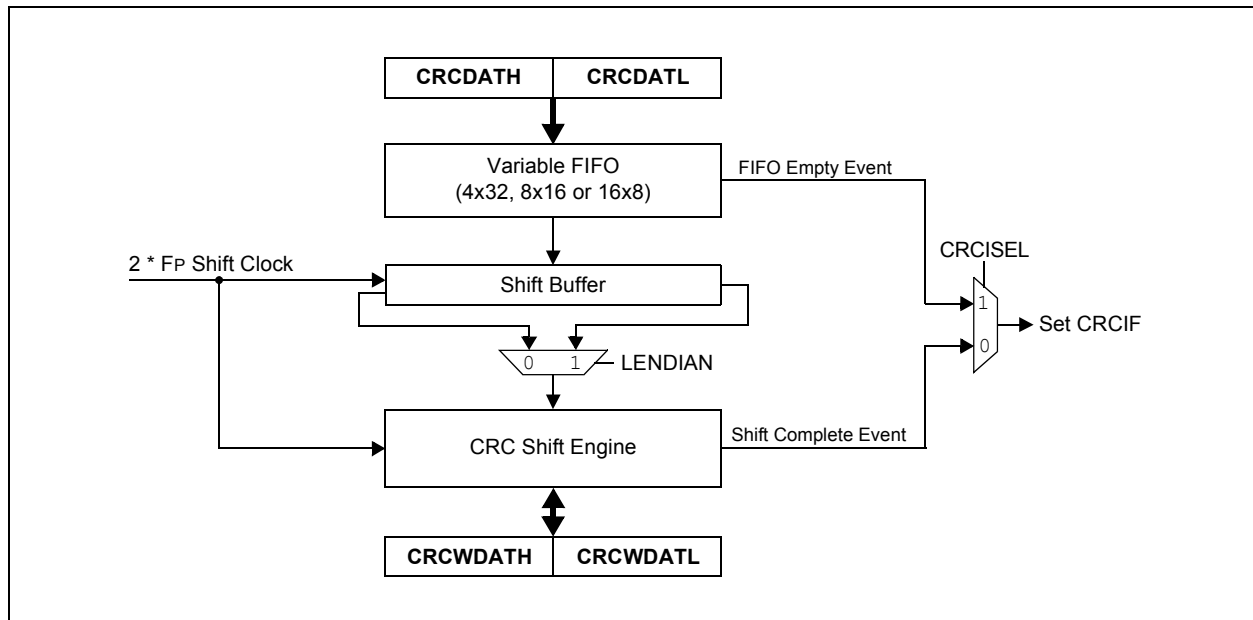 CRCDATH CRCDATL
Variable FIFO
(4x32, 8x16 or 16x8)
FIFO Empty Event
CRCISEL
2 * FP Shift Clock
Shift Buffer
1
Set CRCIF
0
0 1
LENDIAN
CRC Shift Engine
Shift Complete Event
CRCWDATH CRCWDATL